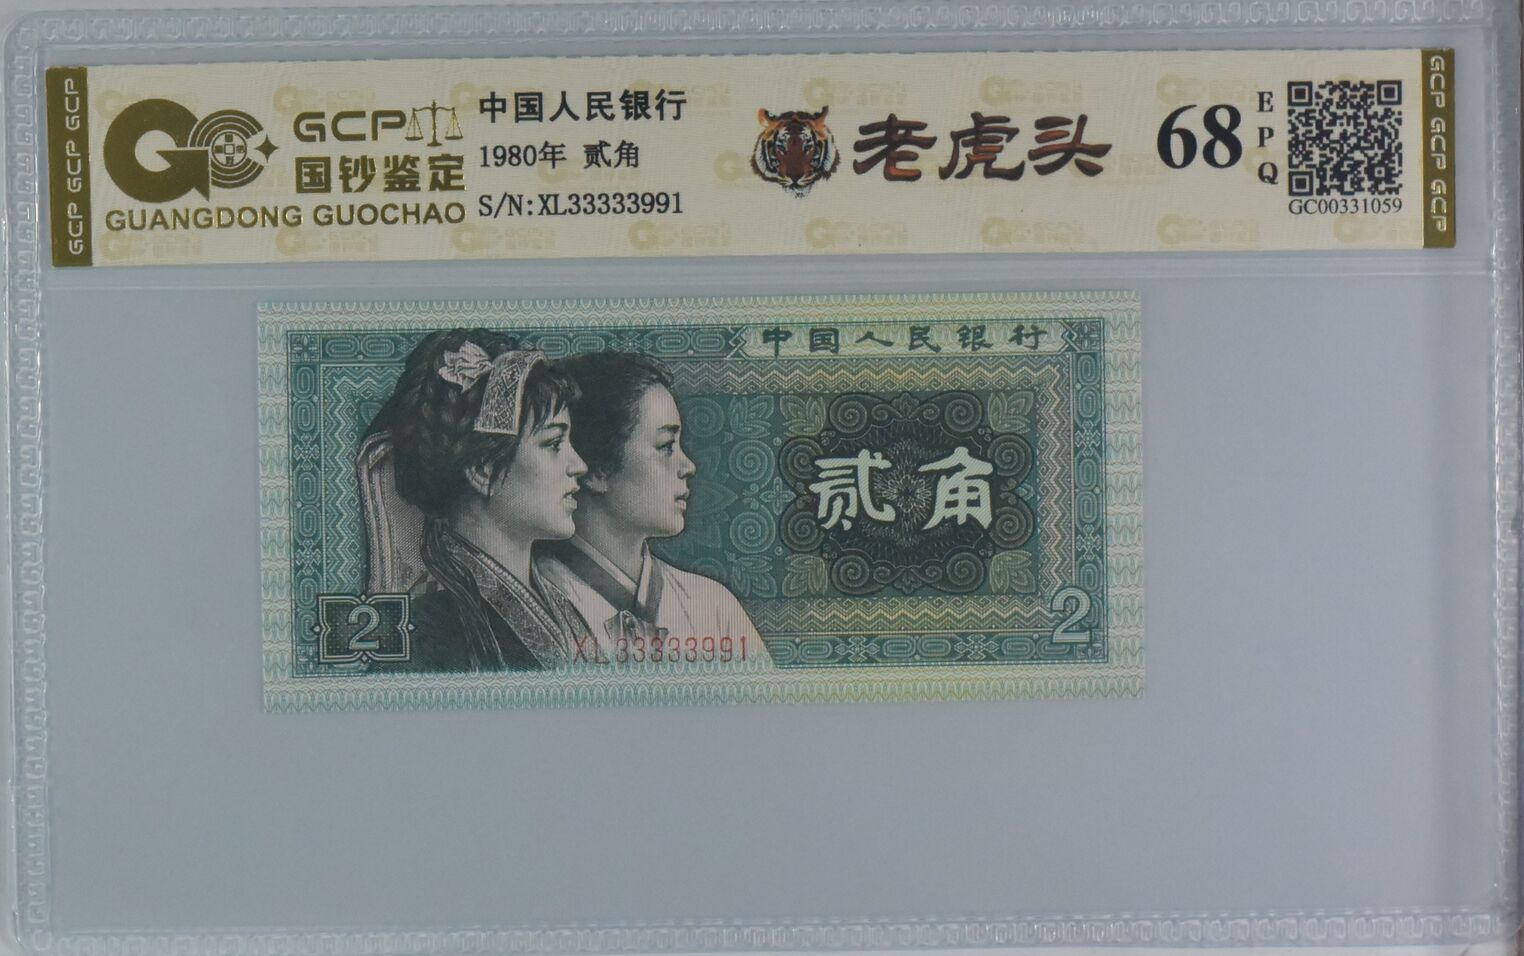 GCP GCP GCP
GCP
国钞鉴定
GUANGDONG GUOCHAO
中国人民银行
1980年 贰角
S/N:XL33333991
老虎头
68
EPQ
GC00331059
GCP GCP GCP
中国人民银行
贰角
2
2
XL33333991